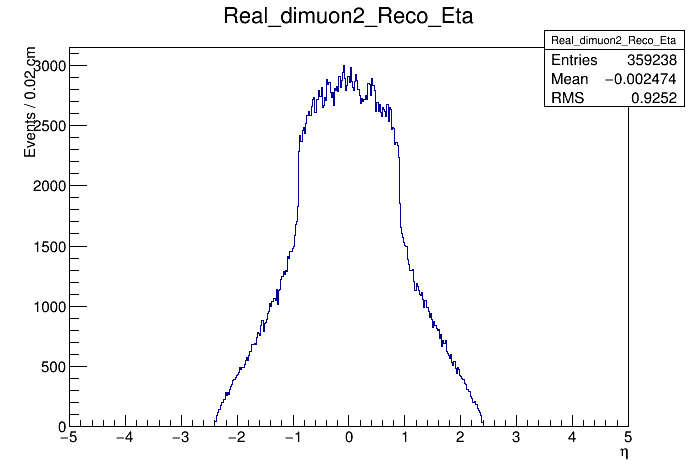 Real_dimuon2_Reco_Eta
Real_dimuon2_Reco_Eta
Entries 359238
Mean −0.002474
RMS 0.9252
Events / 0.02 cm
3000
2500
2000
1500
1000
500
0
−5 −4 −3 −2 −1 0 1 2 3 4 5
η